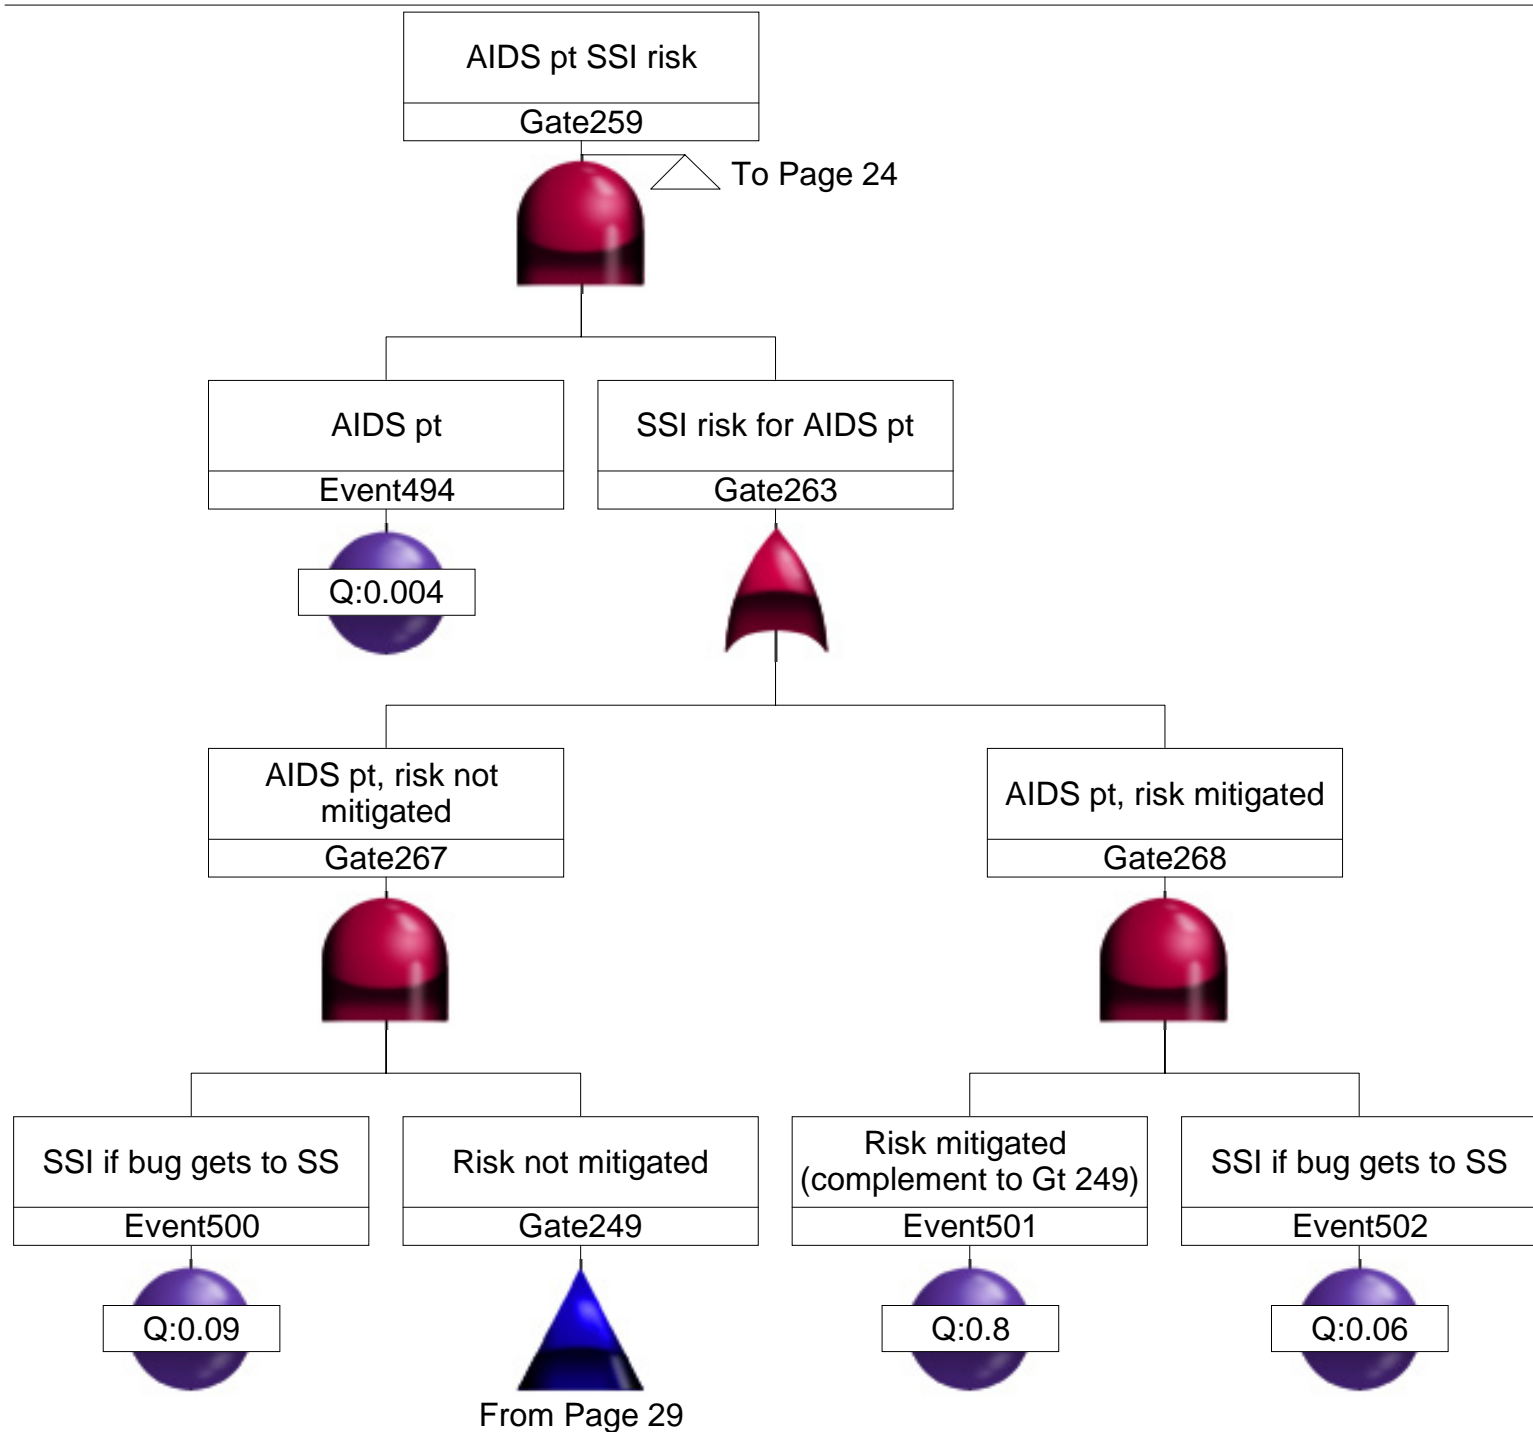 AIDS pt SSI risk
Gate259
To Page 24
AIDS pt
Event494
Q:0.004
SSI risk for AIDS pt
Gate263
AIDS pt, risk not
mitigated
Gate267
AIDS pt, risk mitigated
Gate268
SSI if bug gets to SS
Event500
Q:0.09
Risk not mitigated
Gate249
From Page 29
Risk mitigated
(complement to Gt 249)
Event501
Q:0.8
SSI if bug gets to SS
Event502
Q:0.06